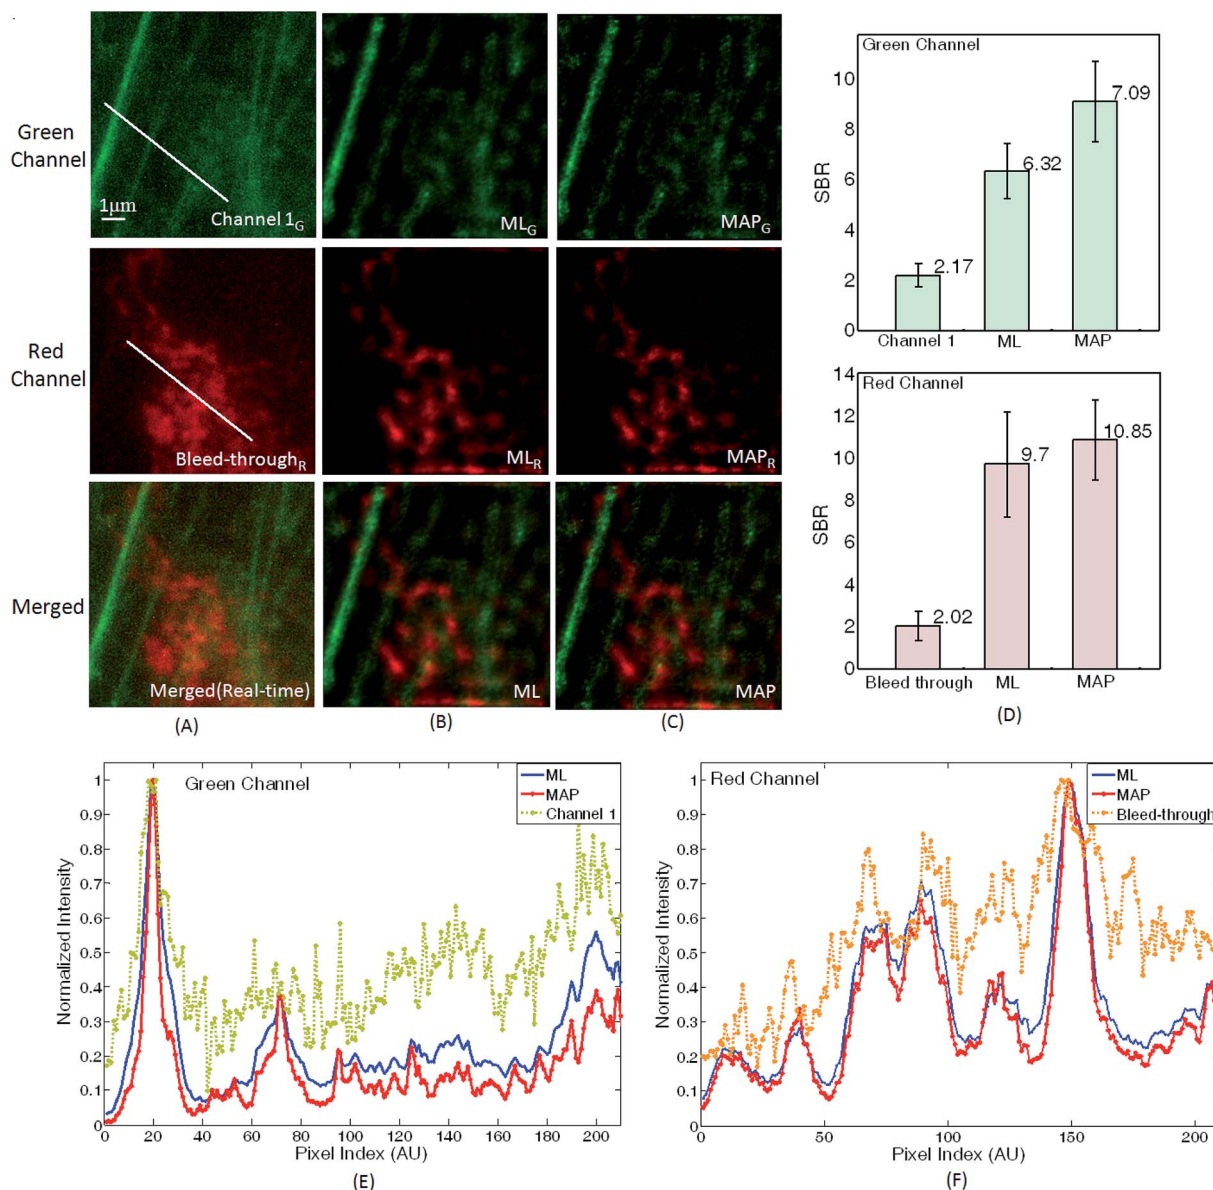 Green
Channel
1μm
Channel 1G
MLG
MAPG
Red
Channel
Bleed-throughR
MLR
MAPR
Merged
Merged(Real-time)
ML
MAP
(A)
(B)
(C)
Green Channel
SBR
10
8
6
4
2
0
2.17
6.32
7.09
Channel 1
ML
MAP
Red Channel
SBR
14
12
10
8
6
4
2
0
2.02
9.7
10.85
Bleed through
ML
MAP
(D)
Green Channel
ML
MAP
Channel 1
Normalized Intensity
1
0.9
0.8
0.7
0.6
0.5
0.4
0.3
0.2
0.1
0
0 20 40 60 80 100 120 140 160 180 200
Pixel Index (AU)
(E)
Red Channel
ML
MAP
Bleed-through
Normalized Intensity
1
0.9
0.8
0.7
0.6
0.5
0.4
0.3
0.2
0.1
0
0 50 100 150 200
Pixel Index (AU)
(F)